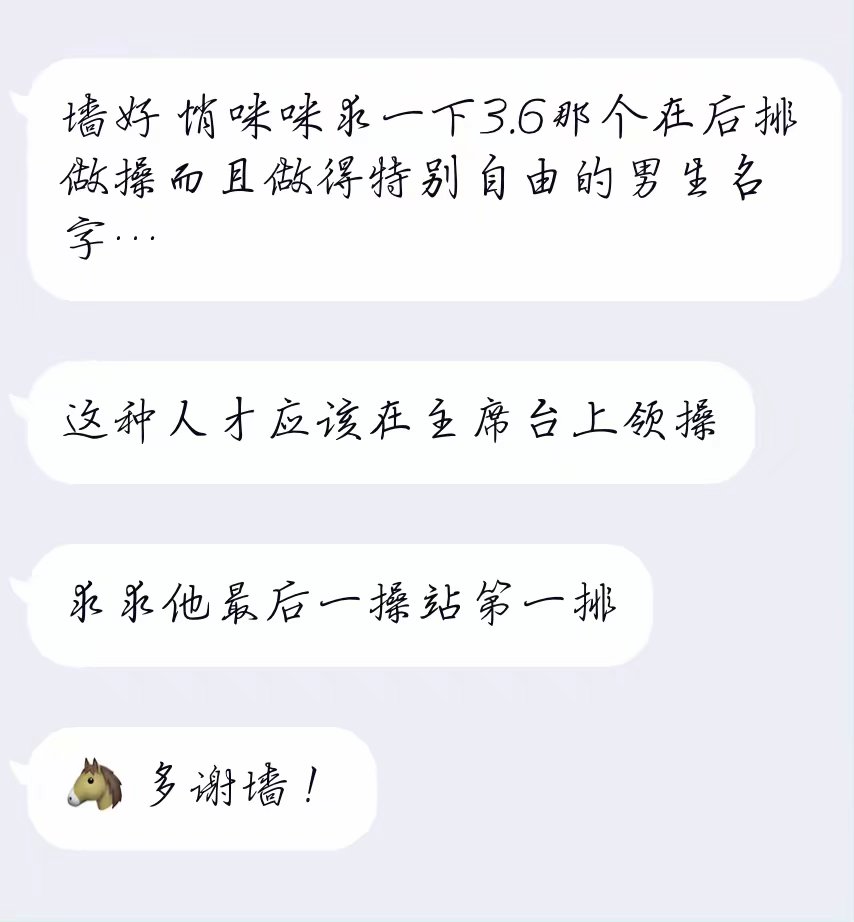 墙好 悄咪咪求一下3.6那个在后排
做操而且做得特别自由的男生名
字…
这种人才应该在主席台上领操
求求他最后一操站第一排
🐴 多谢墙！